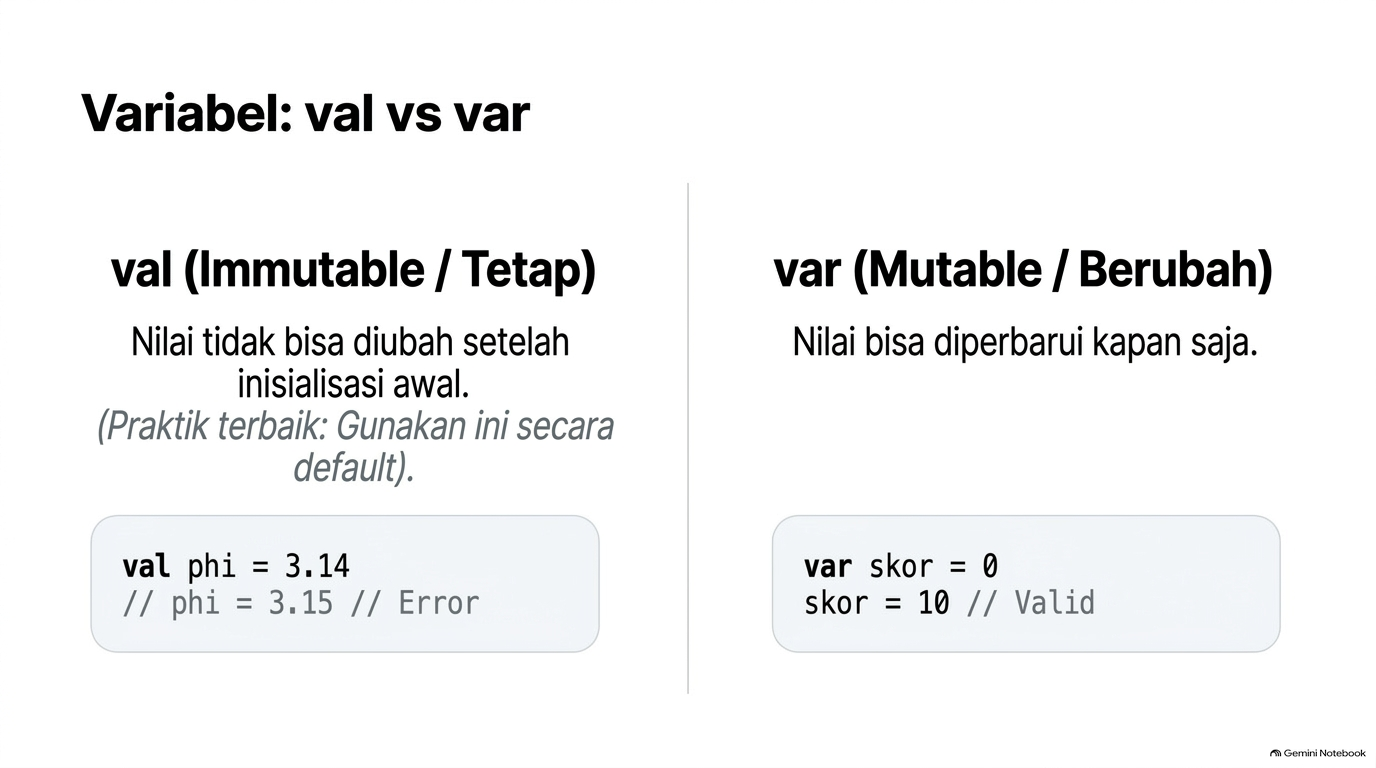 Variabel: val vs var
val (Immutable / Tetap)
Nilai tidak bisa diubah setelah
inisialisasi awal.
(Praktik terbaik: Gunakan ini secara
default).
val phi = 3.14
// phi = 3.15 // Error
var (Mutable / Berubah)
Nilai bisa diperbarui kapan saja.
var skor = 0
skor = 10 // Valid
Gemini Notebook